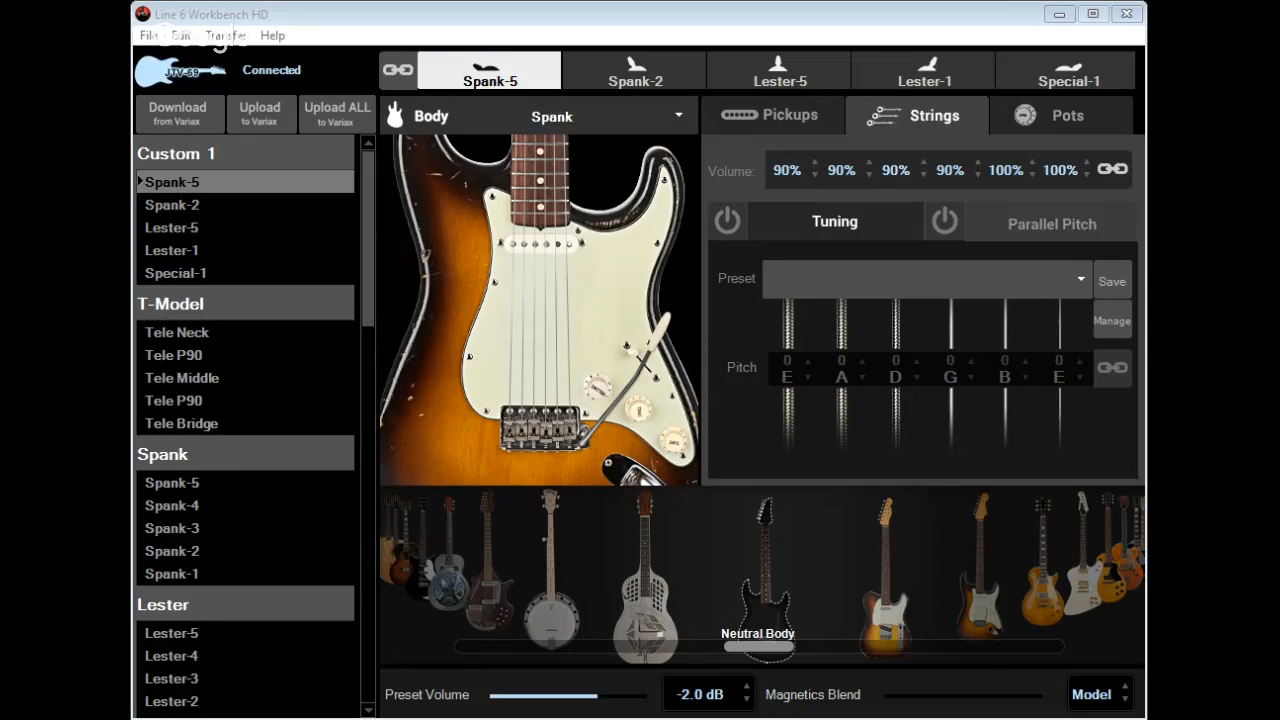 Line 6 Workbench HD
File Edit Transfer Help
Google
JTV-69 Connected
Spank-5 Spank-2 Lester-5 Lester-1 Special-1
Download from Variax
Upload to Variax
Upload ALL to Variax
Body Spank
Pickups Strings Pots
Custom 1
Spank-5
Spank-2
Lester-5
Lester-1
Special-1
T-Model
Tele Neck
Tele P90
Tele Middle
Tele P90
Tele Bridge
Spank
Spank-5
Spank-4
Spank-3
Spank-2
Spank-1
Lester
Lester-5
Lester-4
Lester-3
Lester-2
Volume: 90% 90% 90% 90% 100% 100%
Tuning Parallel Pitch
Preset Save
Manage
Pitch 0 0 0 0 0 0
E A D G B E
Neutral Body
Preset Volume -2.0 dB Magnetics Blend Model